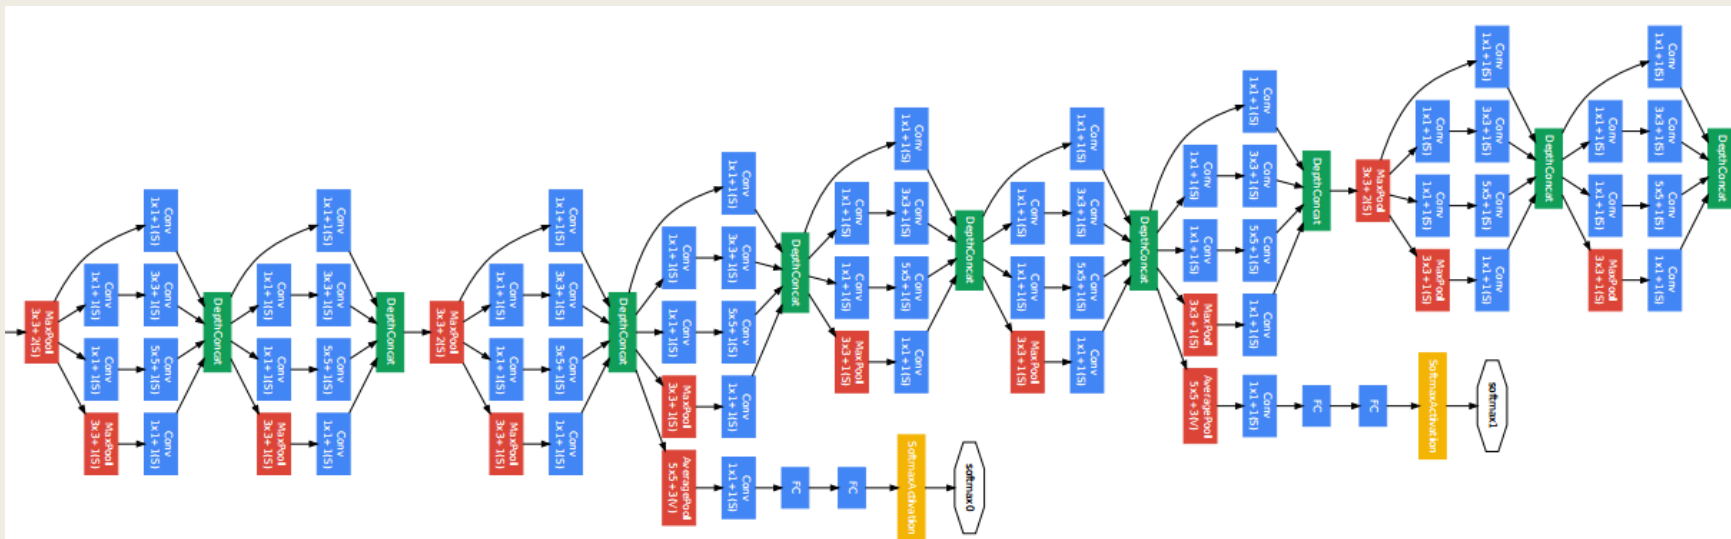 MaxPool
3x3+2(S)
Conv
1x1+1(S)
Conv
1x1+1(S)
MaxPool
3x3+1(S)
Conv
1x1+1(S)
Conv
3x3+1(S)
Conv
5x5+1(S)
Conv
1x1+1(S)
DepthConcat
Conv
1x1+1(S)
Conv
1x1+1(S)
MaxPool
3x3+1(S)
Conv
1x1+1(S)
Conv
3x3+1(S)
Conv
5x5+1(S)
Conv
1x1+1(S)
DepthConcat
MaxPool
3x3+2(S)
Conv
1x1+1(S)
Conv
1x1+1(S)
MaxPool
3x3+1(S)
Conv
1x1+1(S)
Conv
3x3+1(S)
Conv
5x5+1(S)
Conv
1x1+1(S)
DepthConcat
Conv
1x1+1(S)
Conv
1x1+1(S)
MaxPool
3x3+1(S)
AveragePool
5x5+3(V)
Conv
1x1+1(S)
Conv
3x3+1(S)
Conv
5x5+1(S)
Conv
1x1+1(S)
Conv
1x1+1(S)
DepthConcat
FC
Conv
1x1+1(S)
Conv
1x1+1(S)
MaxPool
3x3+1(S)
FC
Conv
1x1+1(S)
Conv
3x3+1(S)
Conv
5x5+1(S)
Conv
1x1+1(S)
SoftmaxActivation
DepthConcat
softmax0
Conv
1x1+1(S)
Conv
1x1+1(S)
MaxPool
3x3+1(S)
Conv
1x1+1(S)
Conv
3x3+1(S)
Conv
5x5+1(S)
Conv
1x1+1(S)
DepthConcat
Conv
1x1+1(S)
Conv
1x1+1(S)
MaxPool
3x3+1(S)
AveragePool
5x5+3(V)
Conv
1x1+1(S)
Conv
3x3+1(S)
Conv
5x5+1(S)
Conv
1x1+1(S)
Conv
1x1+1(S)
DepthConcat
FC
MaxPool
3x3+2(S)
FC
Conv
1x1+1(S)
Conv
1x1+1(S)
MaxPool
3x3+1(S)
SoftmaxActivation
Conv
1x1+1(S)
Conv
3x3+1(S)
Conv
5x5+1(S)
Conv
1x1+1(S)
softmax1
DepthConcat
Conv
1x1+1(S)
Conv
1x1+1(S)
MaxPool
3x3+1(S)
Conv
1x1+1(S)
Conv
3x3+1(S)
Conv
5x5+1(S)
Conv
1x1+1(S)
DepthConcat